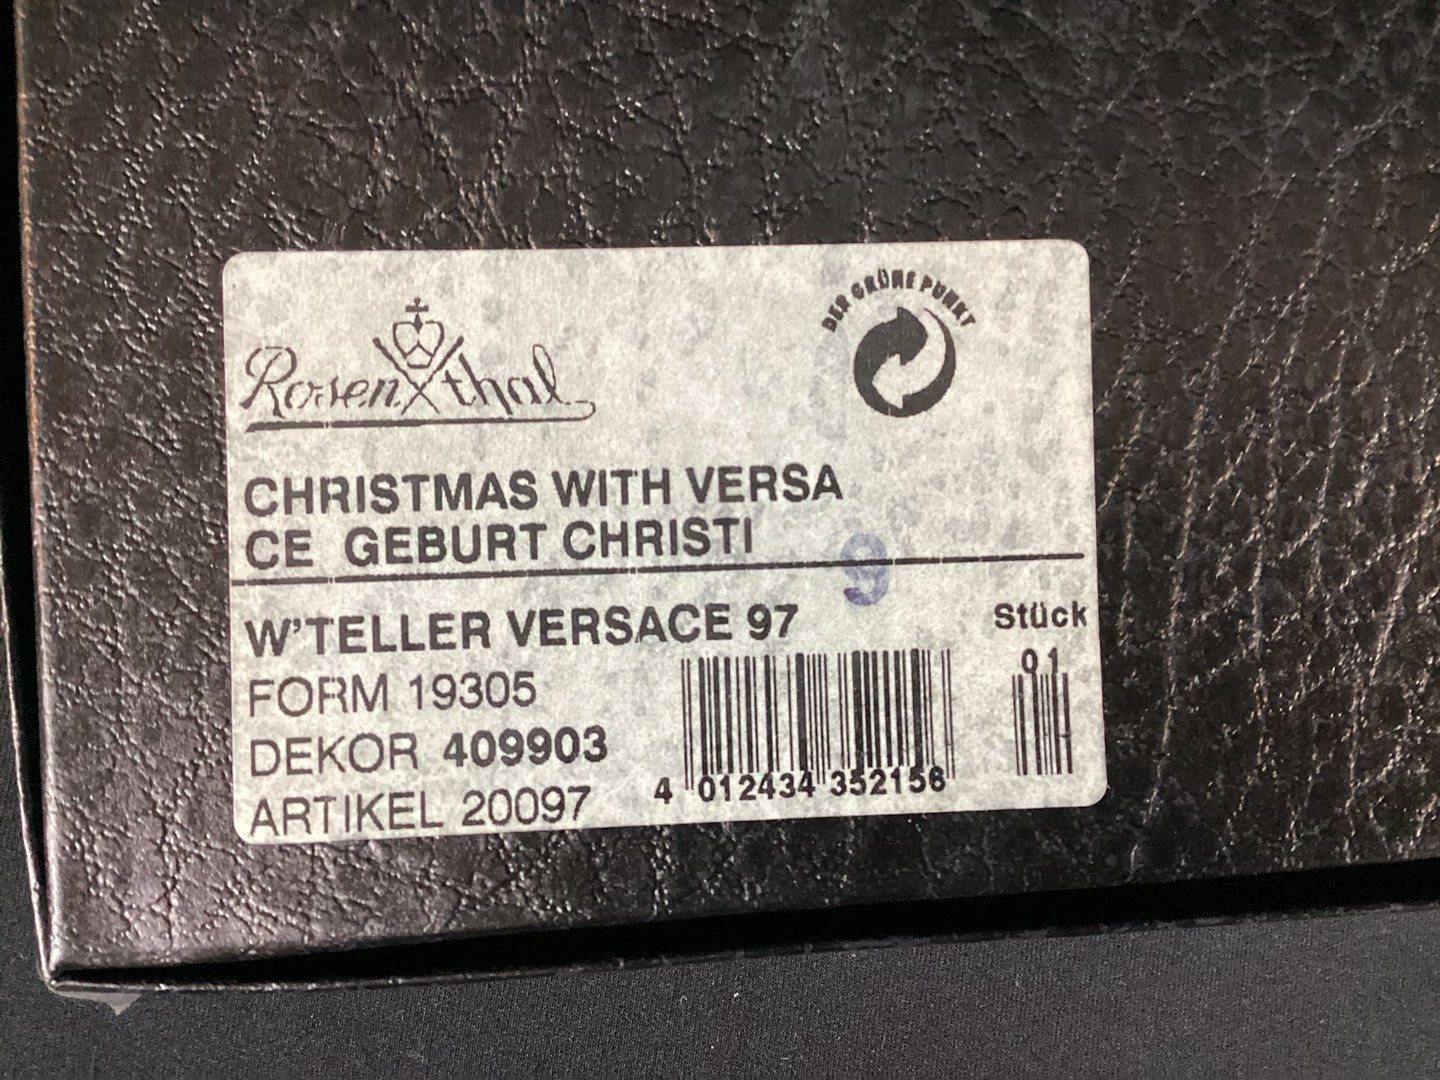 Rosenthal
DER GRÜNE PUNKT
CHRISTMAS WITH VERSA
CE GEBURT CHRISTI
9
W'TELLER VERSACE 97
Stück
FORM 19305
01
DEKOR 409903
ARTIKEL 20097
4 012434 352156